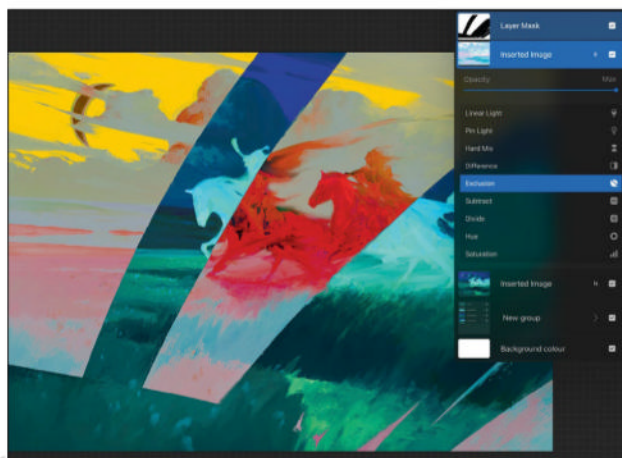 Layer Mask
Inserted Image
Opacity Max
Linear Light
Pin Light
Hard Mix
Difference
Exclusion
Subtract
Divide
Hue
Saturation
Inserted Image N
New group
Background colour